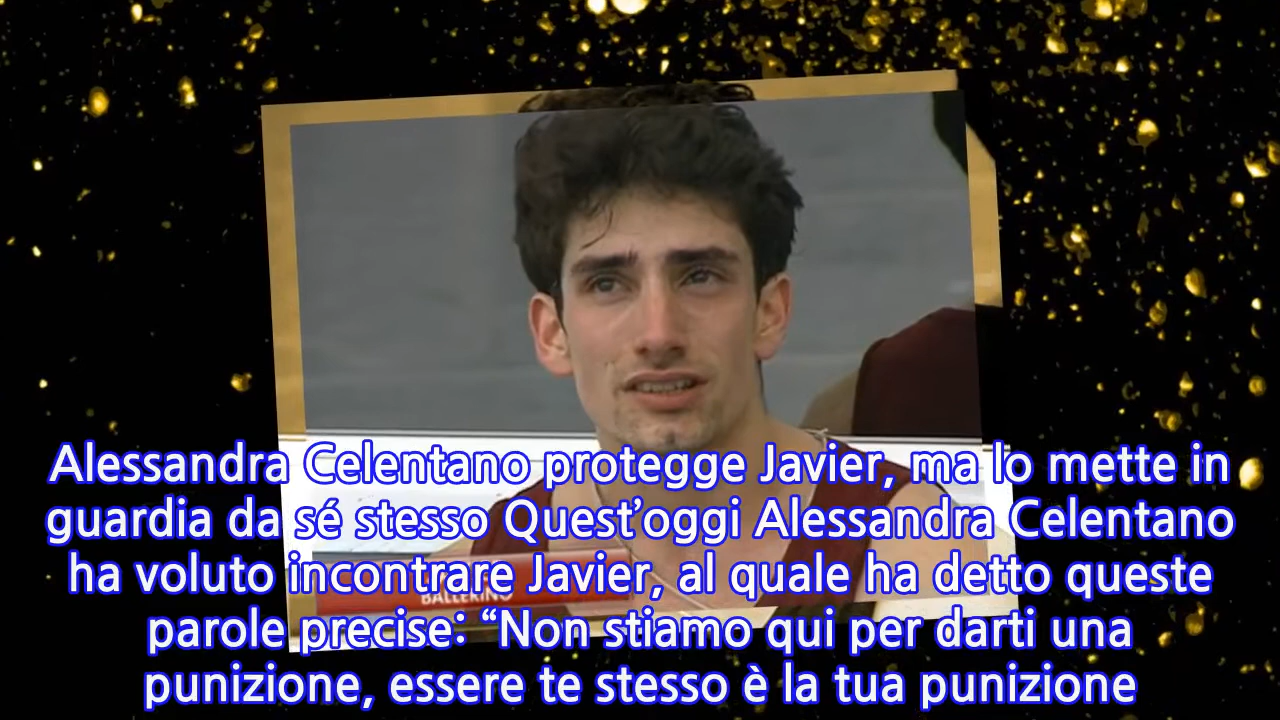 Alessandra Celentano protegge Javier, ma lo mette in
guardia da sé stesso Quest'oggi Alessandra Celentano
ha voluto incontrare Javier, al quale ha detto queste
BALLERINO
parole precise: “Non stiamo qui per darti una
punizione, essere te stesso è la tua punizione